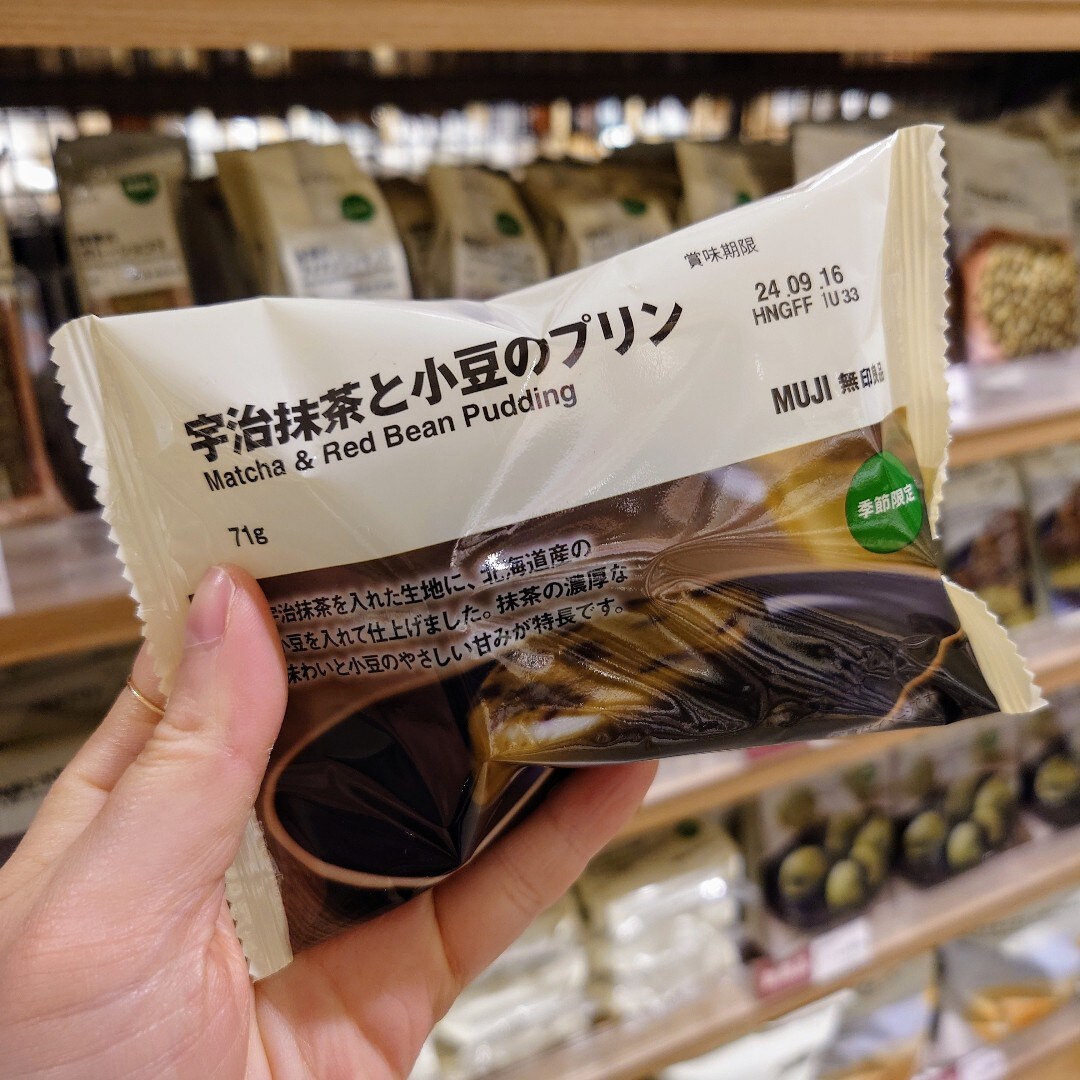 賞味期限
24.09.16
HNGFF 1U33
宇治抹茶と小豆のプリン
Matcha & Red Bean Pudding
MUJI 無印良品
71g
季節限定
治抹茶を入れた生地に、北海道産の
小豆を入れて仕上げました。抹茶の濃厚な
味わいと小豆のやさしい甘みが特長です。